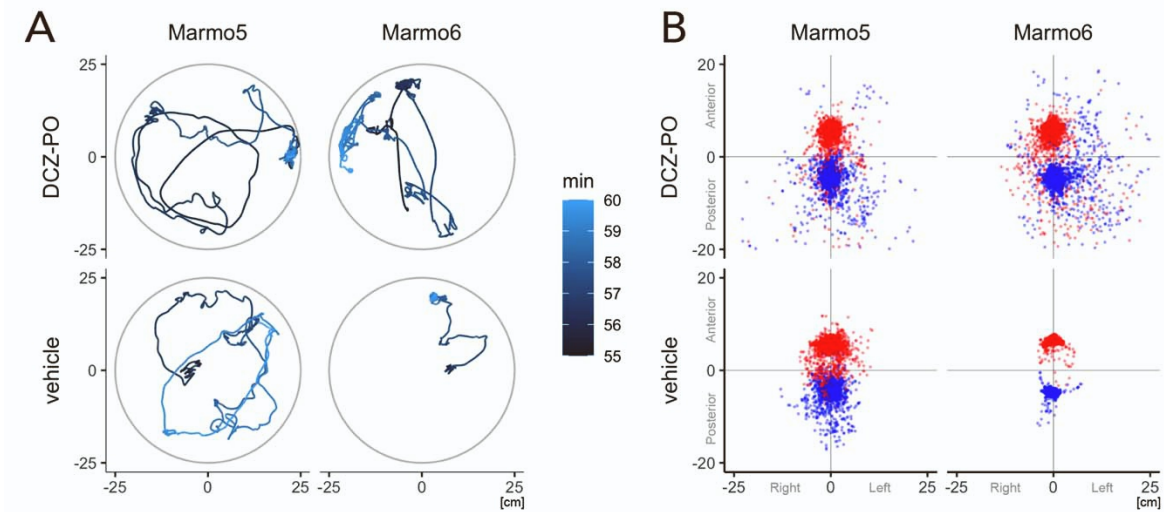 A
Marmo5 Marmo6
DCZ-PO
25
0
-25
vehicle
25
0
-25
-25 0 25 -25 0 25
[cm]
min
60
59
58
57
56
55
B
Marmo5 Marmo6
DCZ-PO
20
0
-20
Anterior
Posterior
vehicle
20
0
-20
Anterior
Posterior
-25 Right 0 Left 25 -25 Right 0 Left 25
[cm]